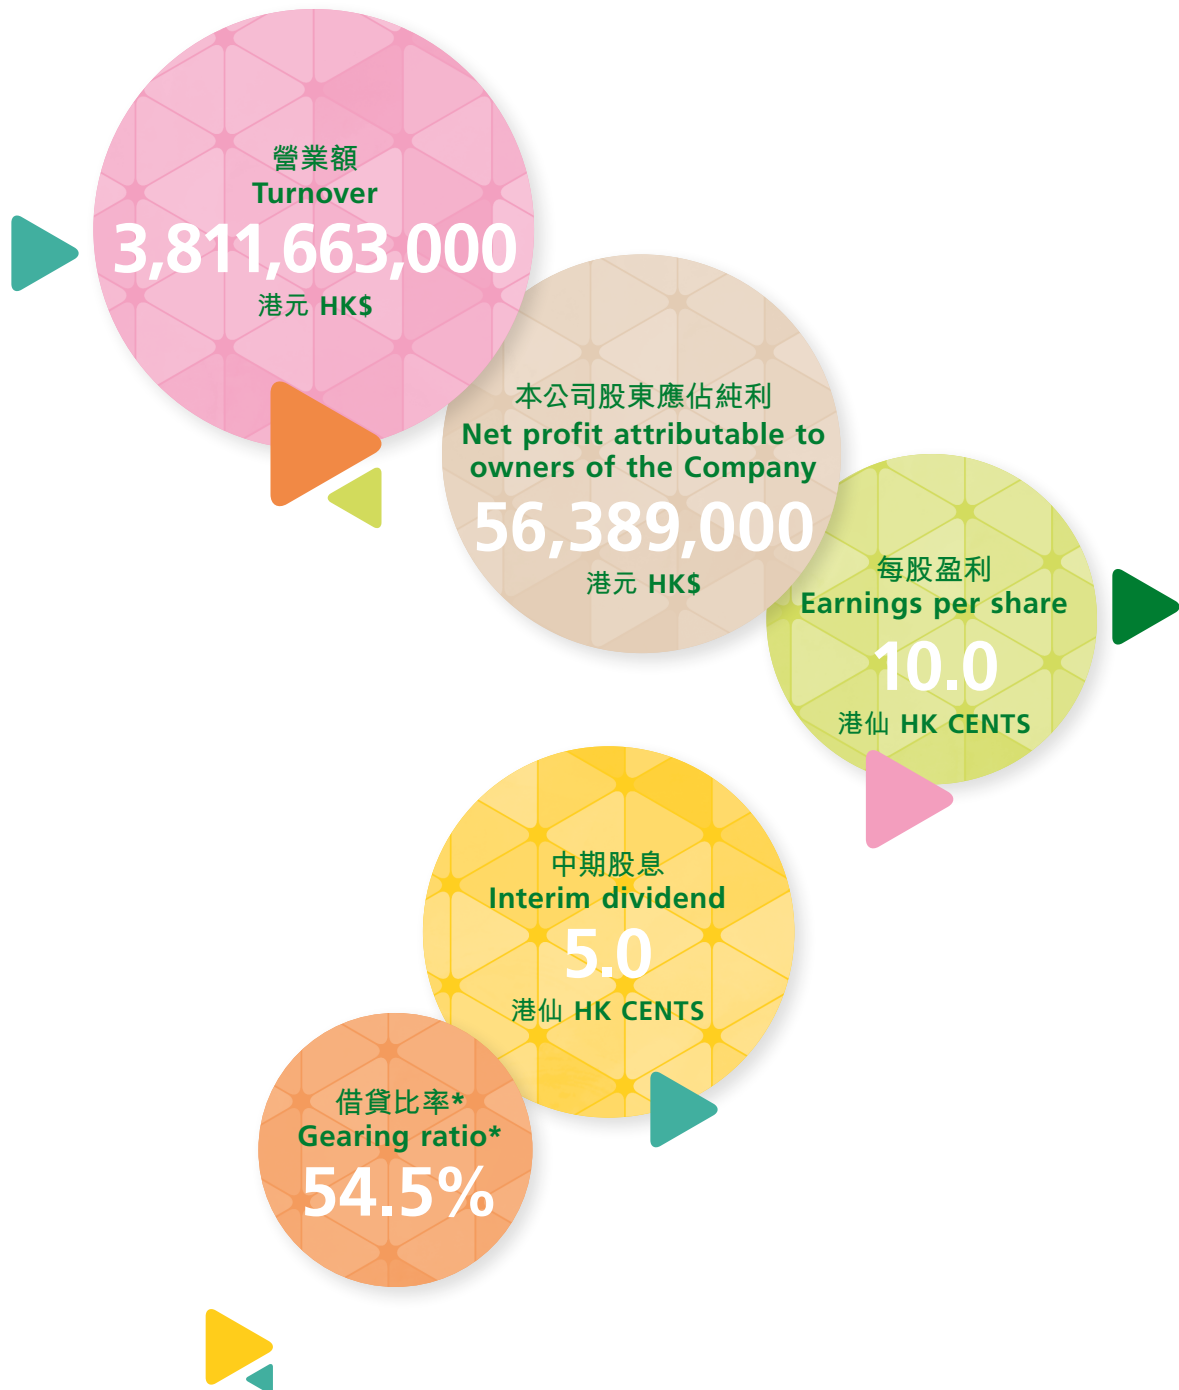 營業額
Turnover
3,811,663,000
港元 HK$
本公司股東應佔純利
Net profit attributable to
owners of the Company
56,389,000
港元 HK$
每股盈利
Earnings per share
10.0
港仙 HK CENTS
中期股息
Interim dividend
5.0
港仙 HK CENTS
借貸比率*
Gearing ratio*
54.5%